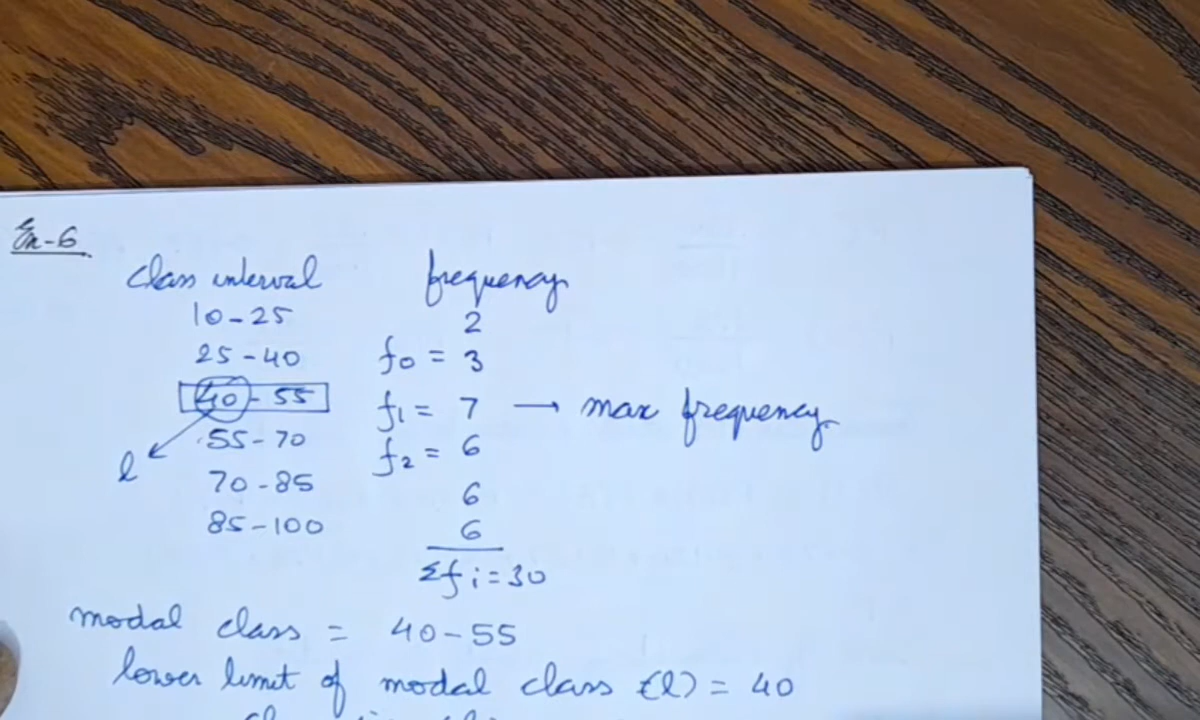 Ex-6
class interval frequency
10-25 2
25-40 f0 = 3
40-55 f1 = 7 → max frequency
l 55-70 f2 = 6
70-85 6
85-100 6
Σfi=30
modal class = 40-55
lower limit of modal class (l) = 40